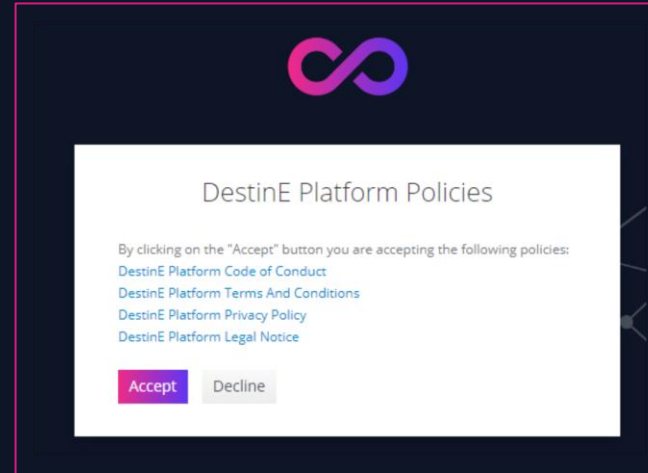 DestinE Platform Policies
By clicking on the "Accept" button you are accepting the following policies:
DestinE Platform Code of Conduct
DestinE Platform Terms And Conditions
DestinE Platform Privacy Policy
DestinE Platform Legal Notice
Accept Decline